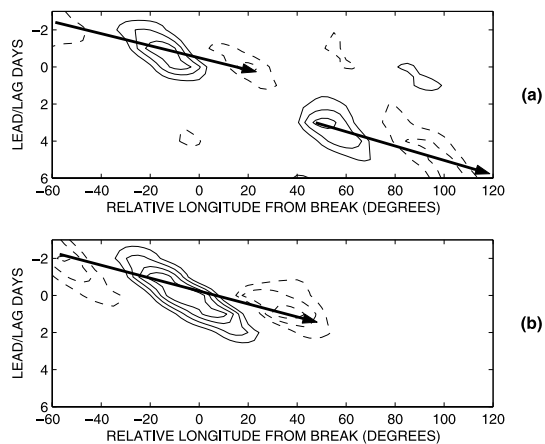 -2
0
2
4
6
LEAD/LAG DAYS
(a)
-60 -40 -20 0 20 40 60 80 100 120
RELATIVE LONGITUDE FROM BREAK (DEGREES)
-2
0
2
4
6
LEAD/LAG DAYS
(b)
-60 -40 -20 0 20 40 60 80 100 120
RELATIVE LONGITUDE FROM BREAK (DEGREES)